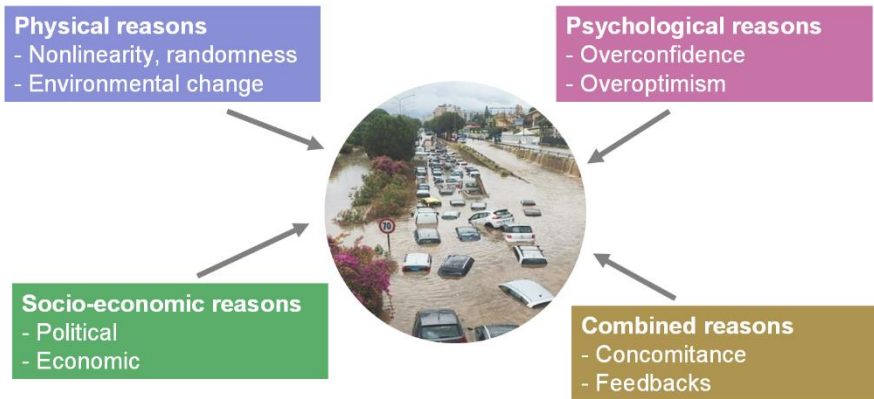 Physical reasons
- Nonlinearity, randomness
- Environmental change
Psychological reasons
- Overconfidence
- Overoptimism
70
Socio-economic reasons
- Political
- Economic
Combined reasons
- Concomitance
- Feedbacks